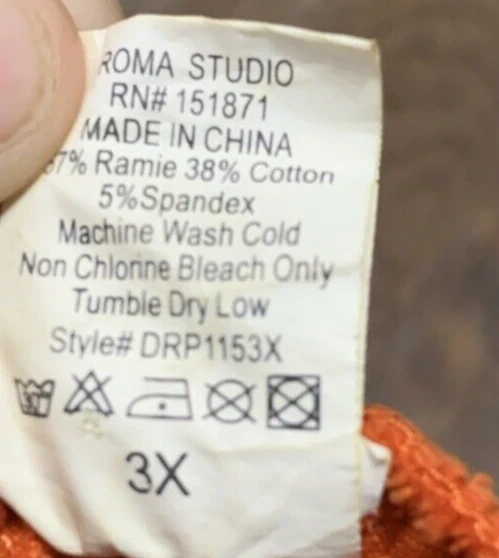 ROMA STUDIO
RN# 151871
MADE IN CHINA
57% Ramie 38% Cotton
5%Spandex
Machine Wash Cold
Non Chlorine Bleach Only
Tumble Dry Low
Style# DRP1153X
3X